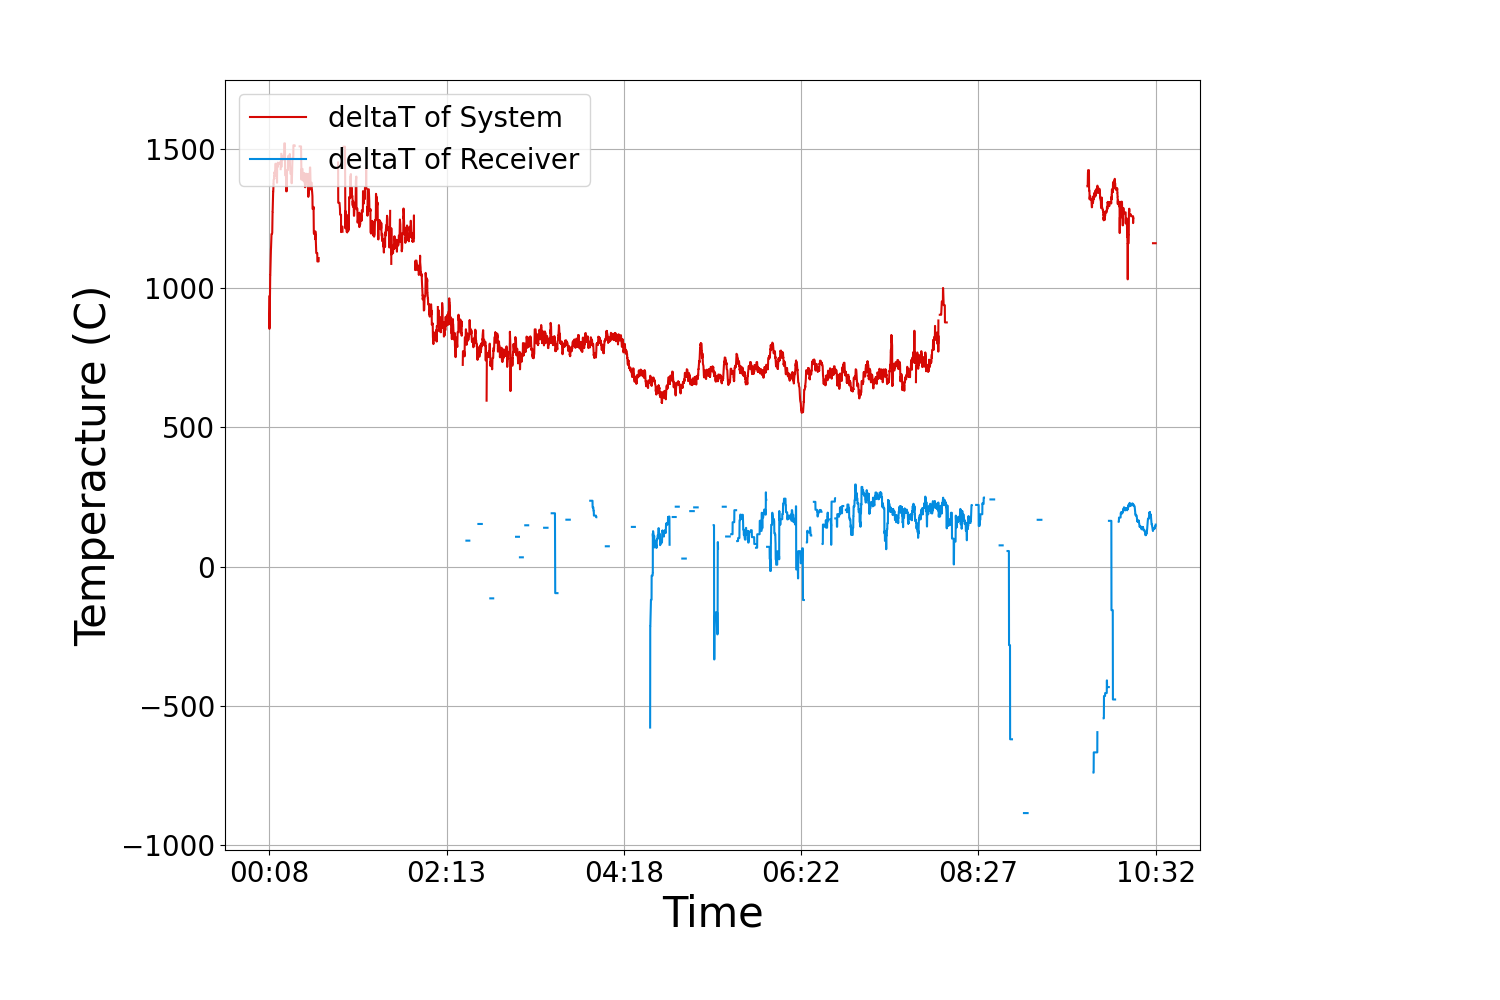 deltaT of System
deltaT of Receiver
1500
1000
500
0
−500
−1000
Temperacture (C)
00:08 02:13 04:18 06:22 08:27 10:32
Time